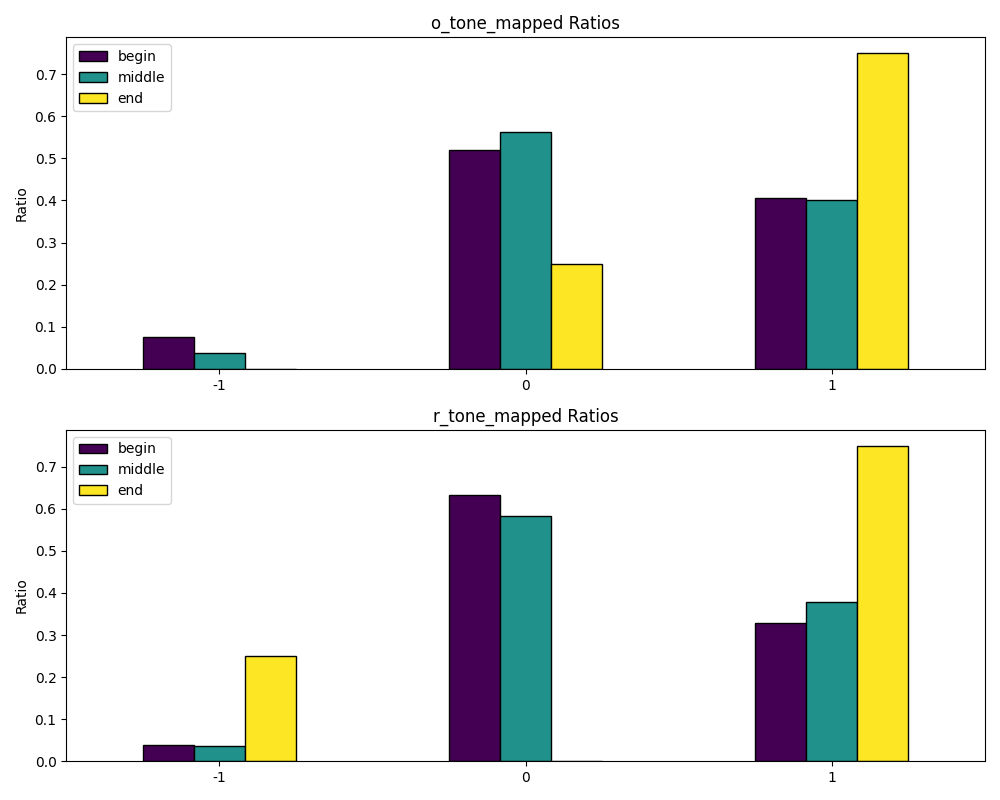 o_tone_mapped Ratios
begin
middle
end
Ratio
0.7
0.6
0.5
0.4
0.3
0.2
0.1
0.0
-1 0 1
r_tone_mapped Ratios
begin
middle
end
Ratio
0.7
0.6
0.5
0.4
0.3
0.2
0.1
0.0
-1 0 1